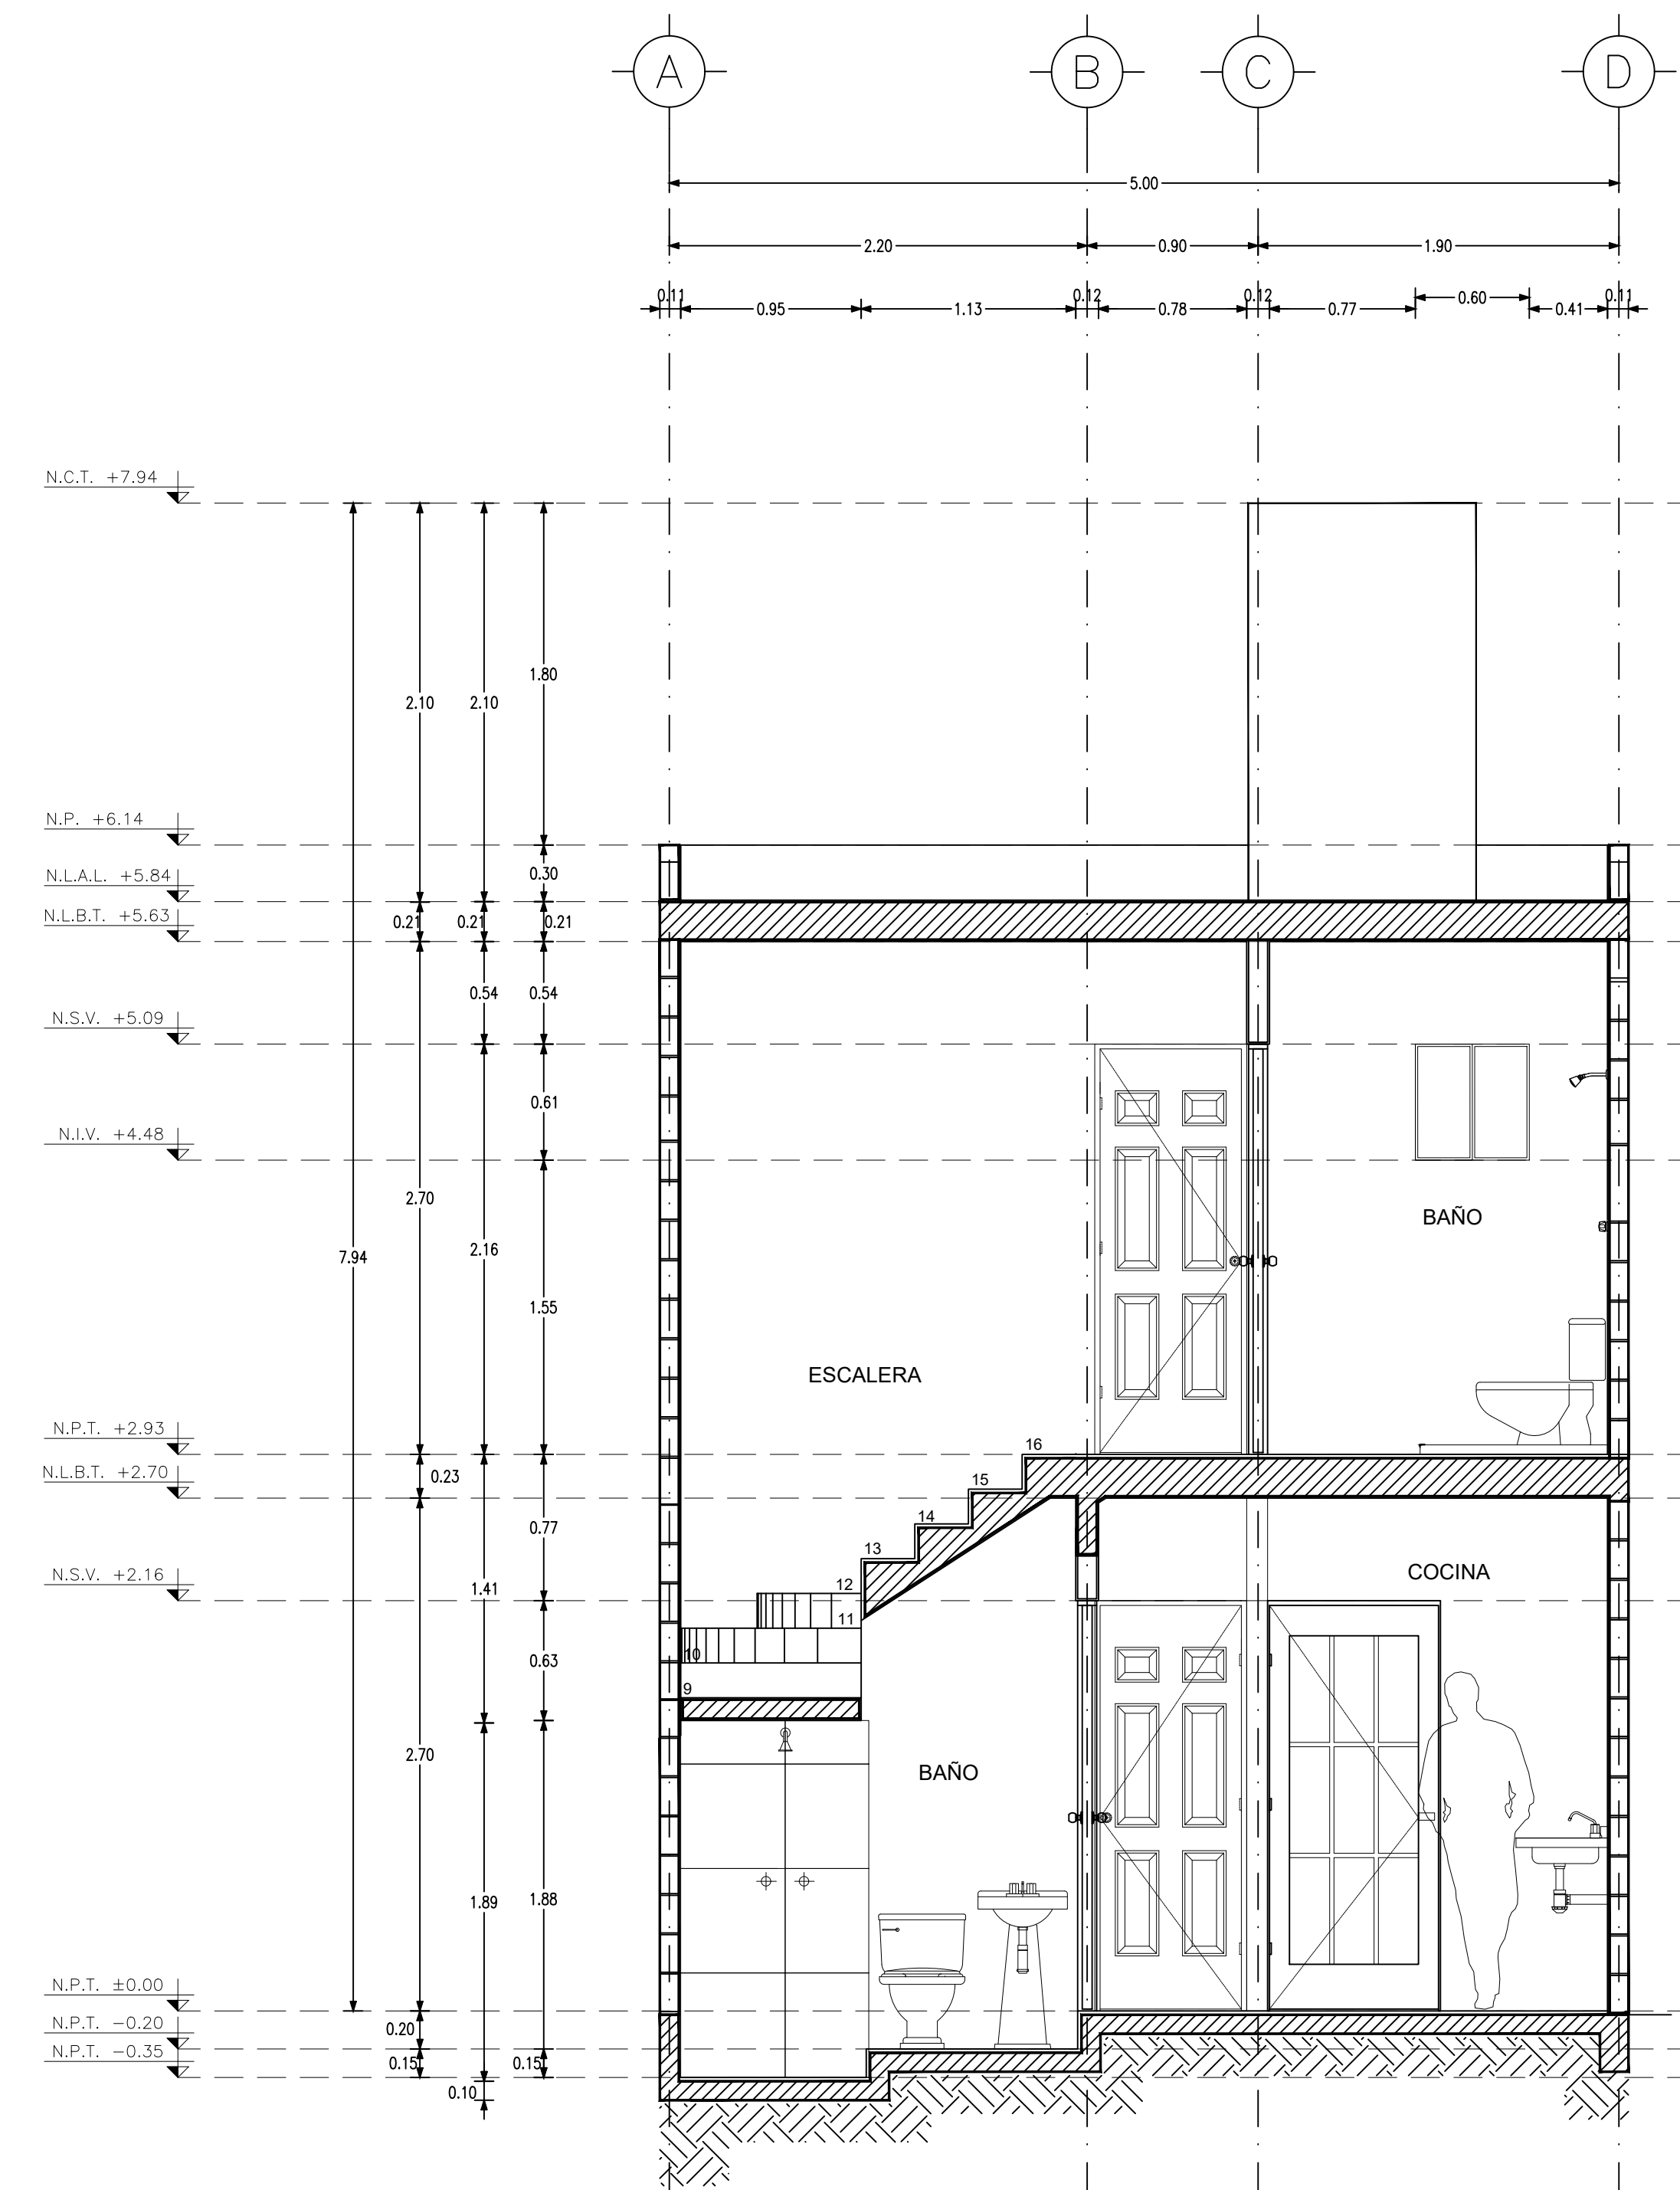 A B C D
5.00
2.20 0.90 1.90
0.11 0.95 1.13 0.12 0.78 0.12 0.77 0.60 0.41 0.11
N.C.T. +7.94
1.80
2.10 2.10
N.P. +6.14
0.30
N.L.A.L. +5.84
N.L.B.T. +5.63
0.21 0.21 0.21
0.54 0.54
N.S.V. +5.09
0.61
N.I.V. +4.48
2.70
BAÑO
2.16
7.94
1.55
ESCALERA
N.P.T. +2.93
16
N.L.B.T. +2.70
0.23
15
14
0.77
13
COCINA
N.S.V. +2.16
12
1.41
11
10
0.63
9
2.70
BAÑO
1.89 1.88
N.P.T. ±0.00
0.20
N.P.T. −0.20
N.P.T. −0.35
0.15 0.15
0.10